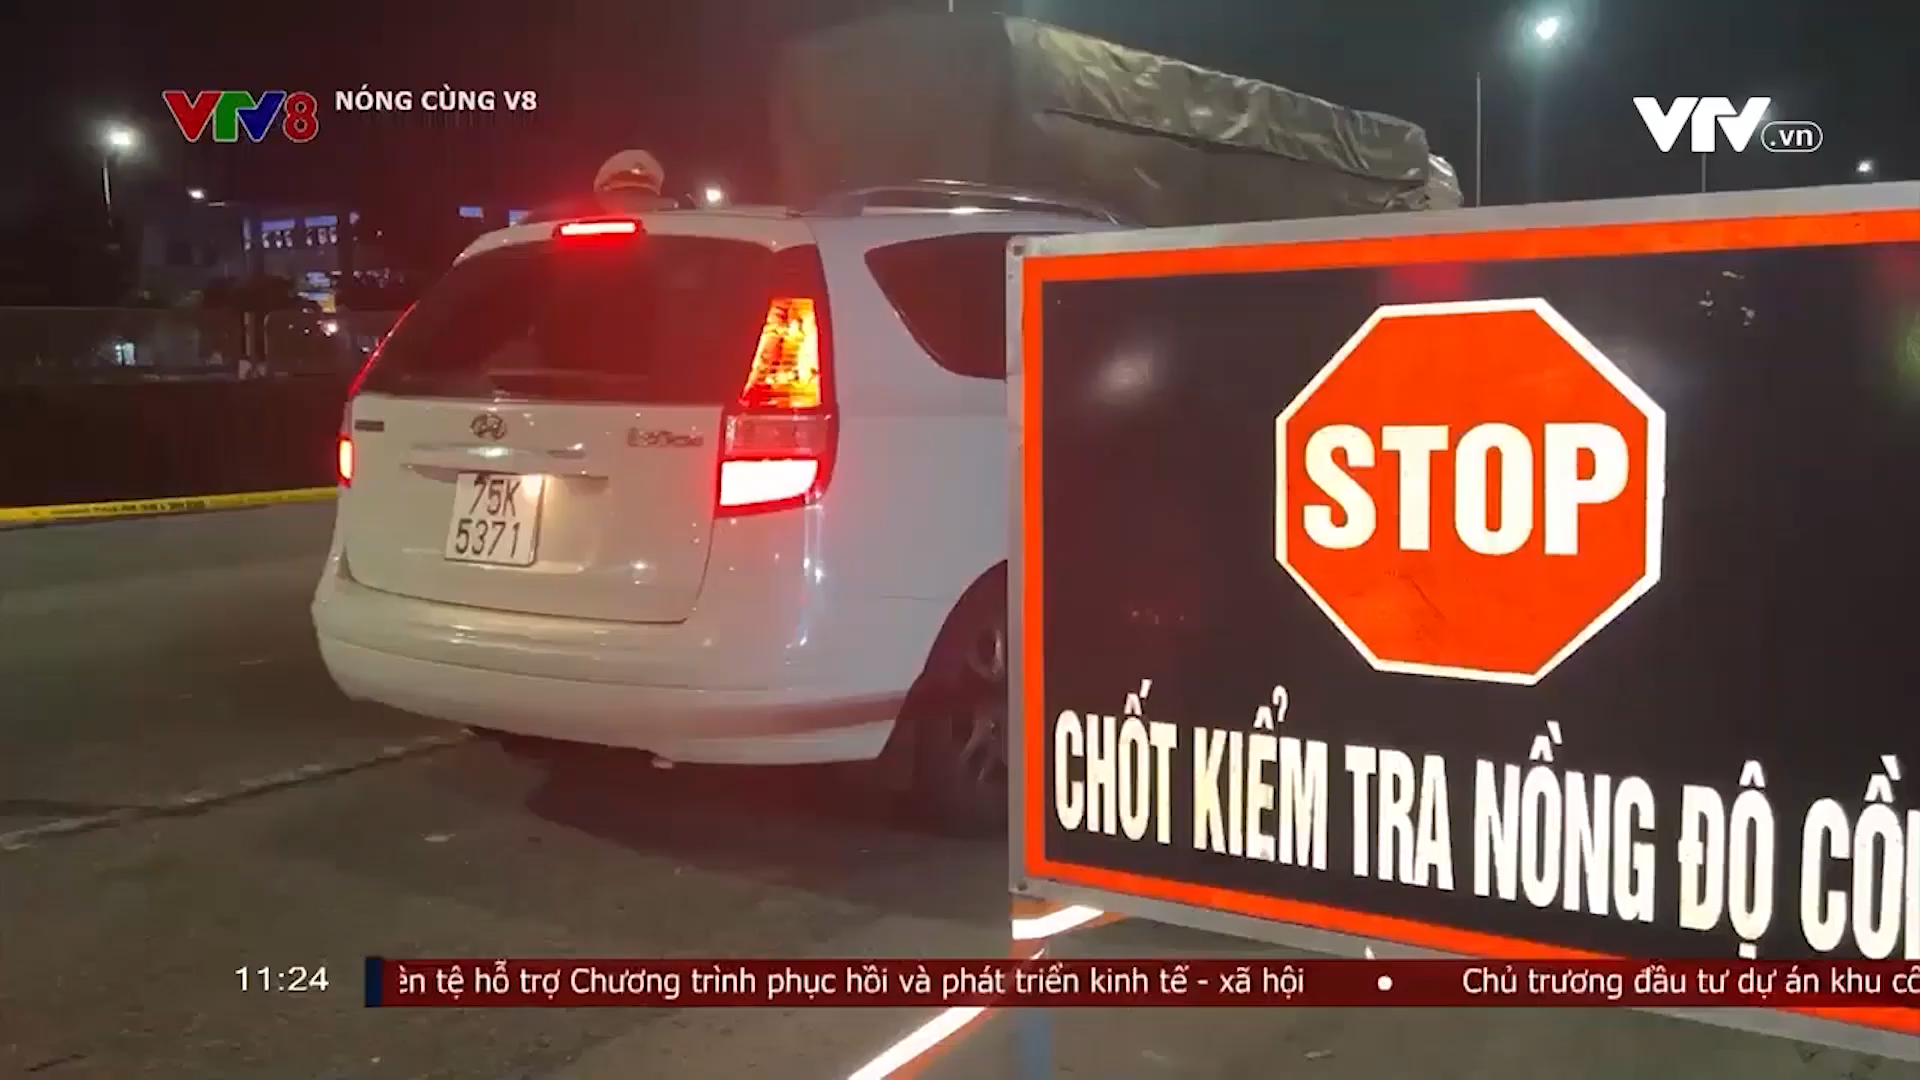 VTV8 NÓNG CÙNG V8
VTV.vn
75K
5371
STOP
CHỐT KIỂM TRA NỒNG ĐỘ
11:24
tệ hỗ trợ Chương trình phục hồi và phát triển kinh tế - xã hội • Chủ trương đầu tư dự án khu